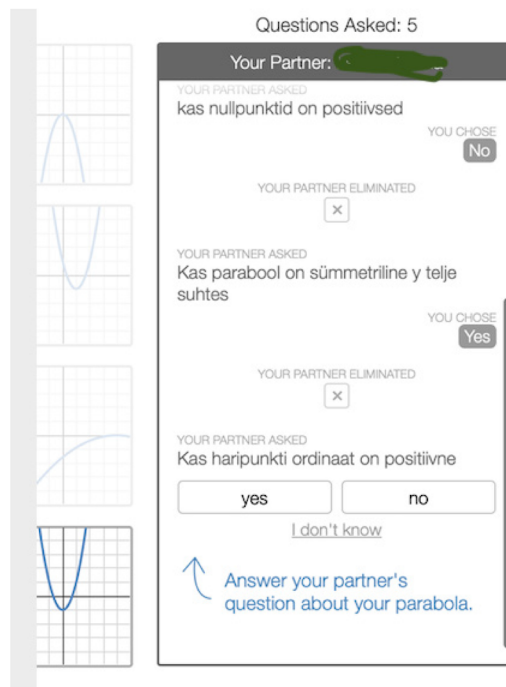 Questions Asked: 5
Your Partner:
YOUR PARTNER ASKED
kas nullpunktid on positiivsed
YOU CHOSE
No
YOUR PARTNER ELIMINATED
YOUR PARTNER ASKED
Kas parabool on sümmetriline y telje
suhtes
YOU CHOSE
Yes
YOUR PARTNER ELIMINATED
YOUR PARTNER ASKED
Kas haripunkti ordinaat on positiivne
yes
no
I don't know
Answer your partner's
question about your parabola.